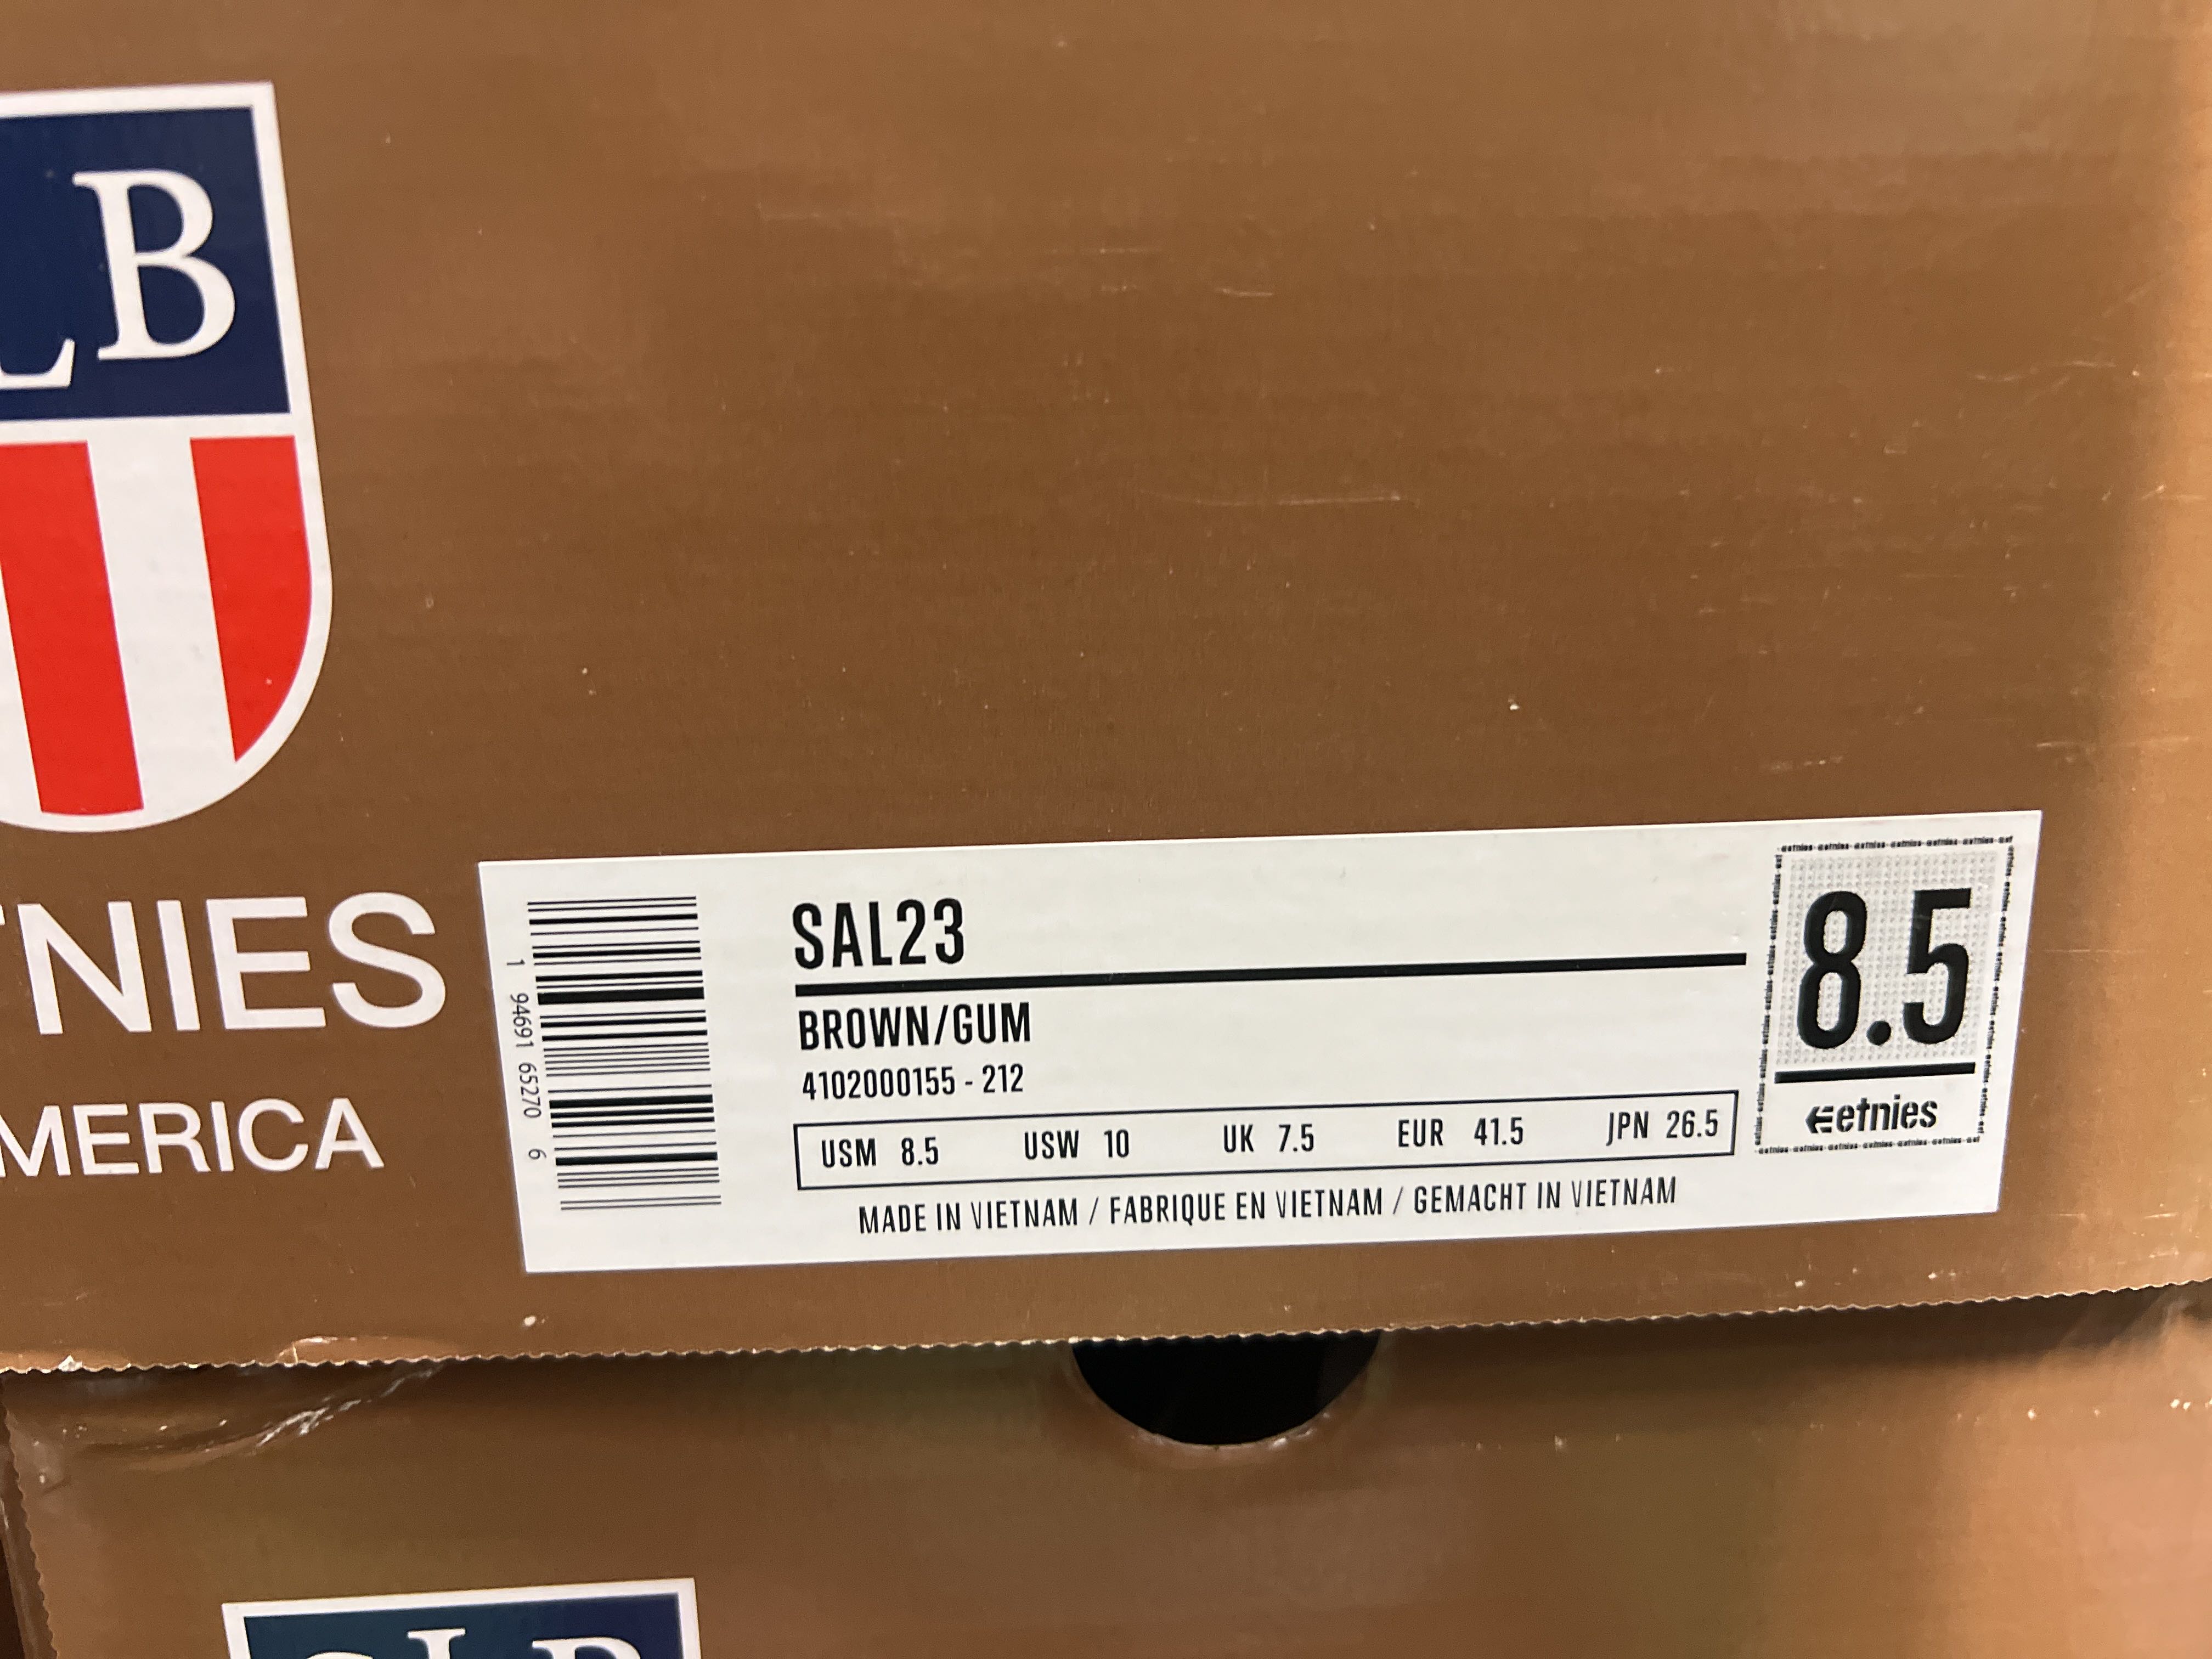 LB
TNIES
MERICA
1 94691 65270 6
SAL23
BROWN/GUM
4102000155 - 212
USM 8.5 USW 10 UK 7.5 EUR 41.5 JPN 26.5
MADE IN VIETNAM / FABRIQUE EN VIETNAM / GEMACHT IN VIETNAM
8.5
etnies